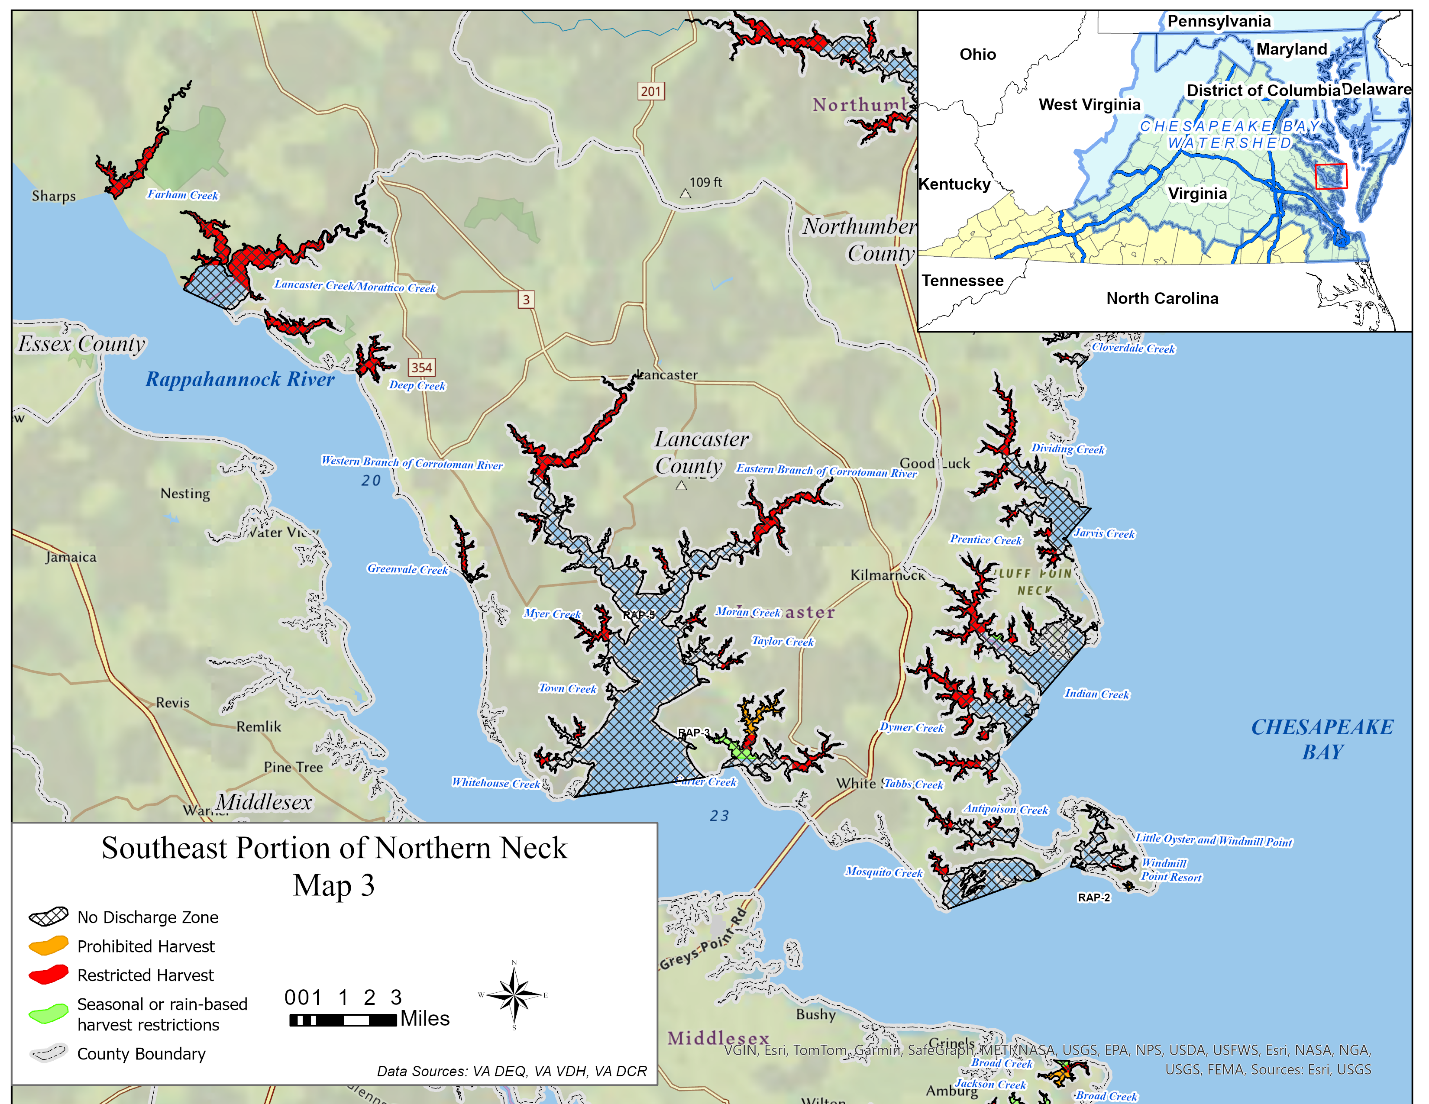 Pennsylvania
Ohio
Maryland
West Virginia
District of Columbia
Delaware
CHESAPEAKE BAY
WATERSHED
Kentucky
Virginia
Tennessee
North Carolina
201
Northumb
Sharps
Farham Creek
109 ft
Northumber
County
Lancaster Creek/Morattico Creek
3
Essex County
Rappahannock River
354
Deep Creek
Cloverdale Creek
Lancaster
Lancaster
County
Western Branch of Corrotoman River
Eastern Branch of Corrotoman River
Good Luck
Dividing Creek
20
Nesting
Jamaica
Greenvale Creek
Prentice Creek
Jarvis Creek
Kilmarnock
NECK
Myer Creek
RAP-5
Moran Creek
Taylor Creek
Town Creek
Indian Creek
Revis
Remlik
RAP-3
Dymer Creek
CHESAPEAKE
BAY
Pine Tree
Whitehouse Creek
White
Tabbs Creek
Middlesex
23
Antipoison Creek
Little Oyster and Windmill Point
Windmill
Point Resort
Mosquito Creek
RAP-2
Southeast Portion of Northern Neck
Map 3
No Discharge Zone
Prohibited Harvest
Restricted Harvest
Seasonal or rain-based
harvest restrictions
County Boundary
N
W
E
S
001 1 2 3
Miles
Data Sources: VA DEQ, VA VDH, VA DCR
Greys Point Rd
Bushy
Middlesex
Grinels
VGIN, Esri, TomTom, Garmin, SafeGraph, METI/NASA, USGS, EPA, NPS, USDA, USFWS, Esri, NASA, NGA,
USGS, FEMA, Sources: Esri, USGS
Broad Creek
Jackson Creek
Amburg
Broad Creek